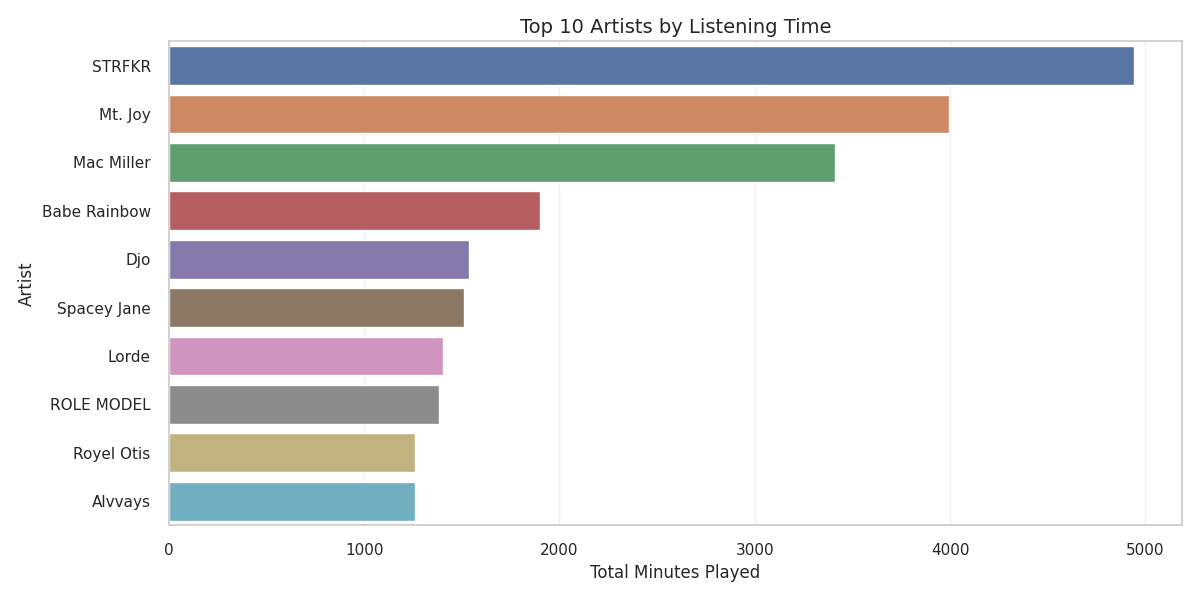 Top 10 Artists by Listening Time
STRFKR
Mt. Joy
Mac Miller
Babe Rainbow
Djo
Spacey Jane
Lorde
ROLE MODEL
Royel Otis
Alvvays
Artist
0 1000 2000 3000 4000 5000
Total Minutes Played